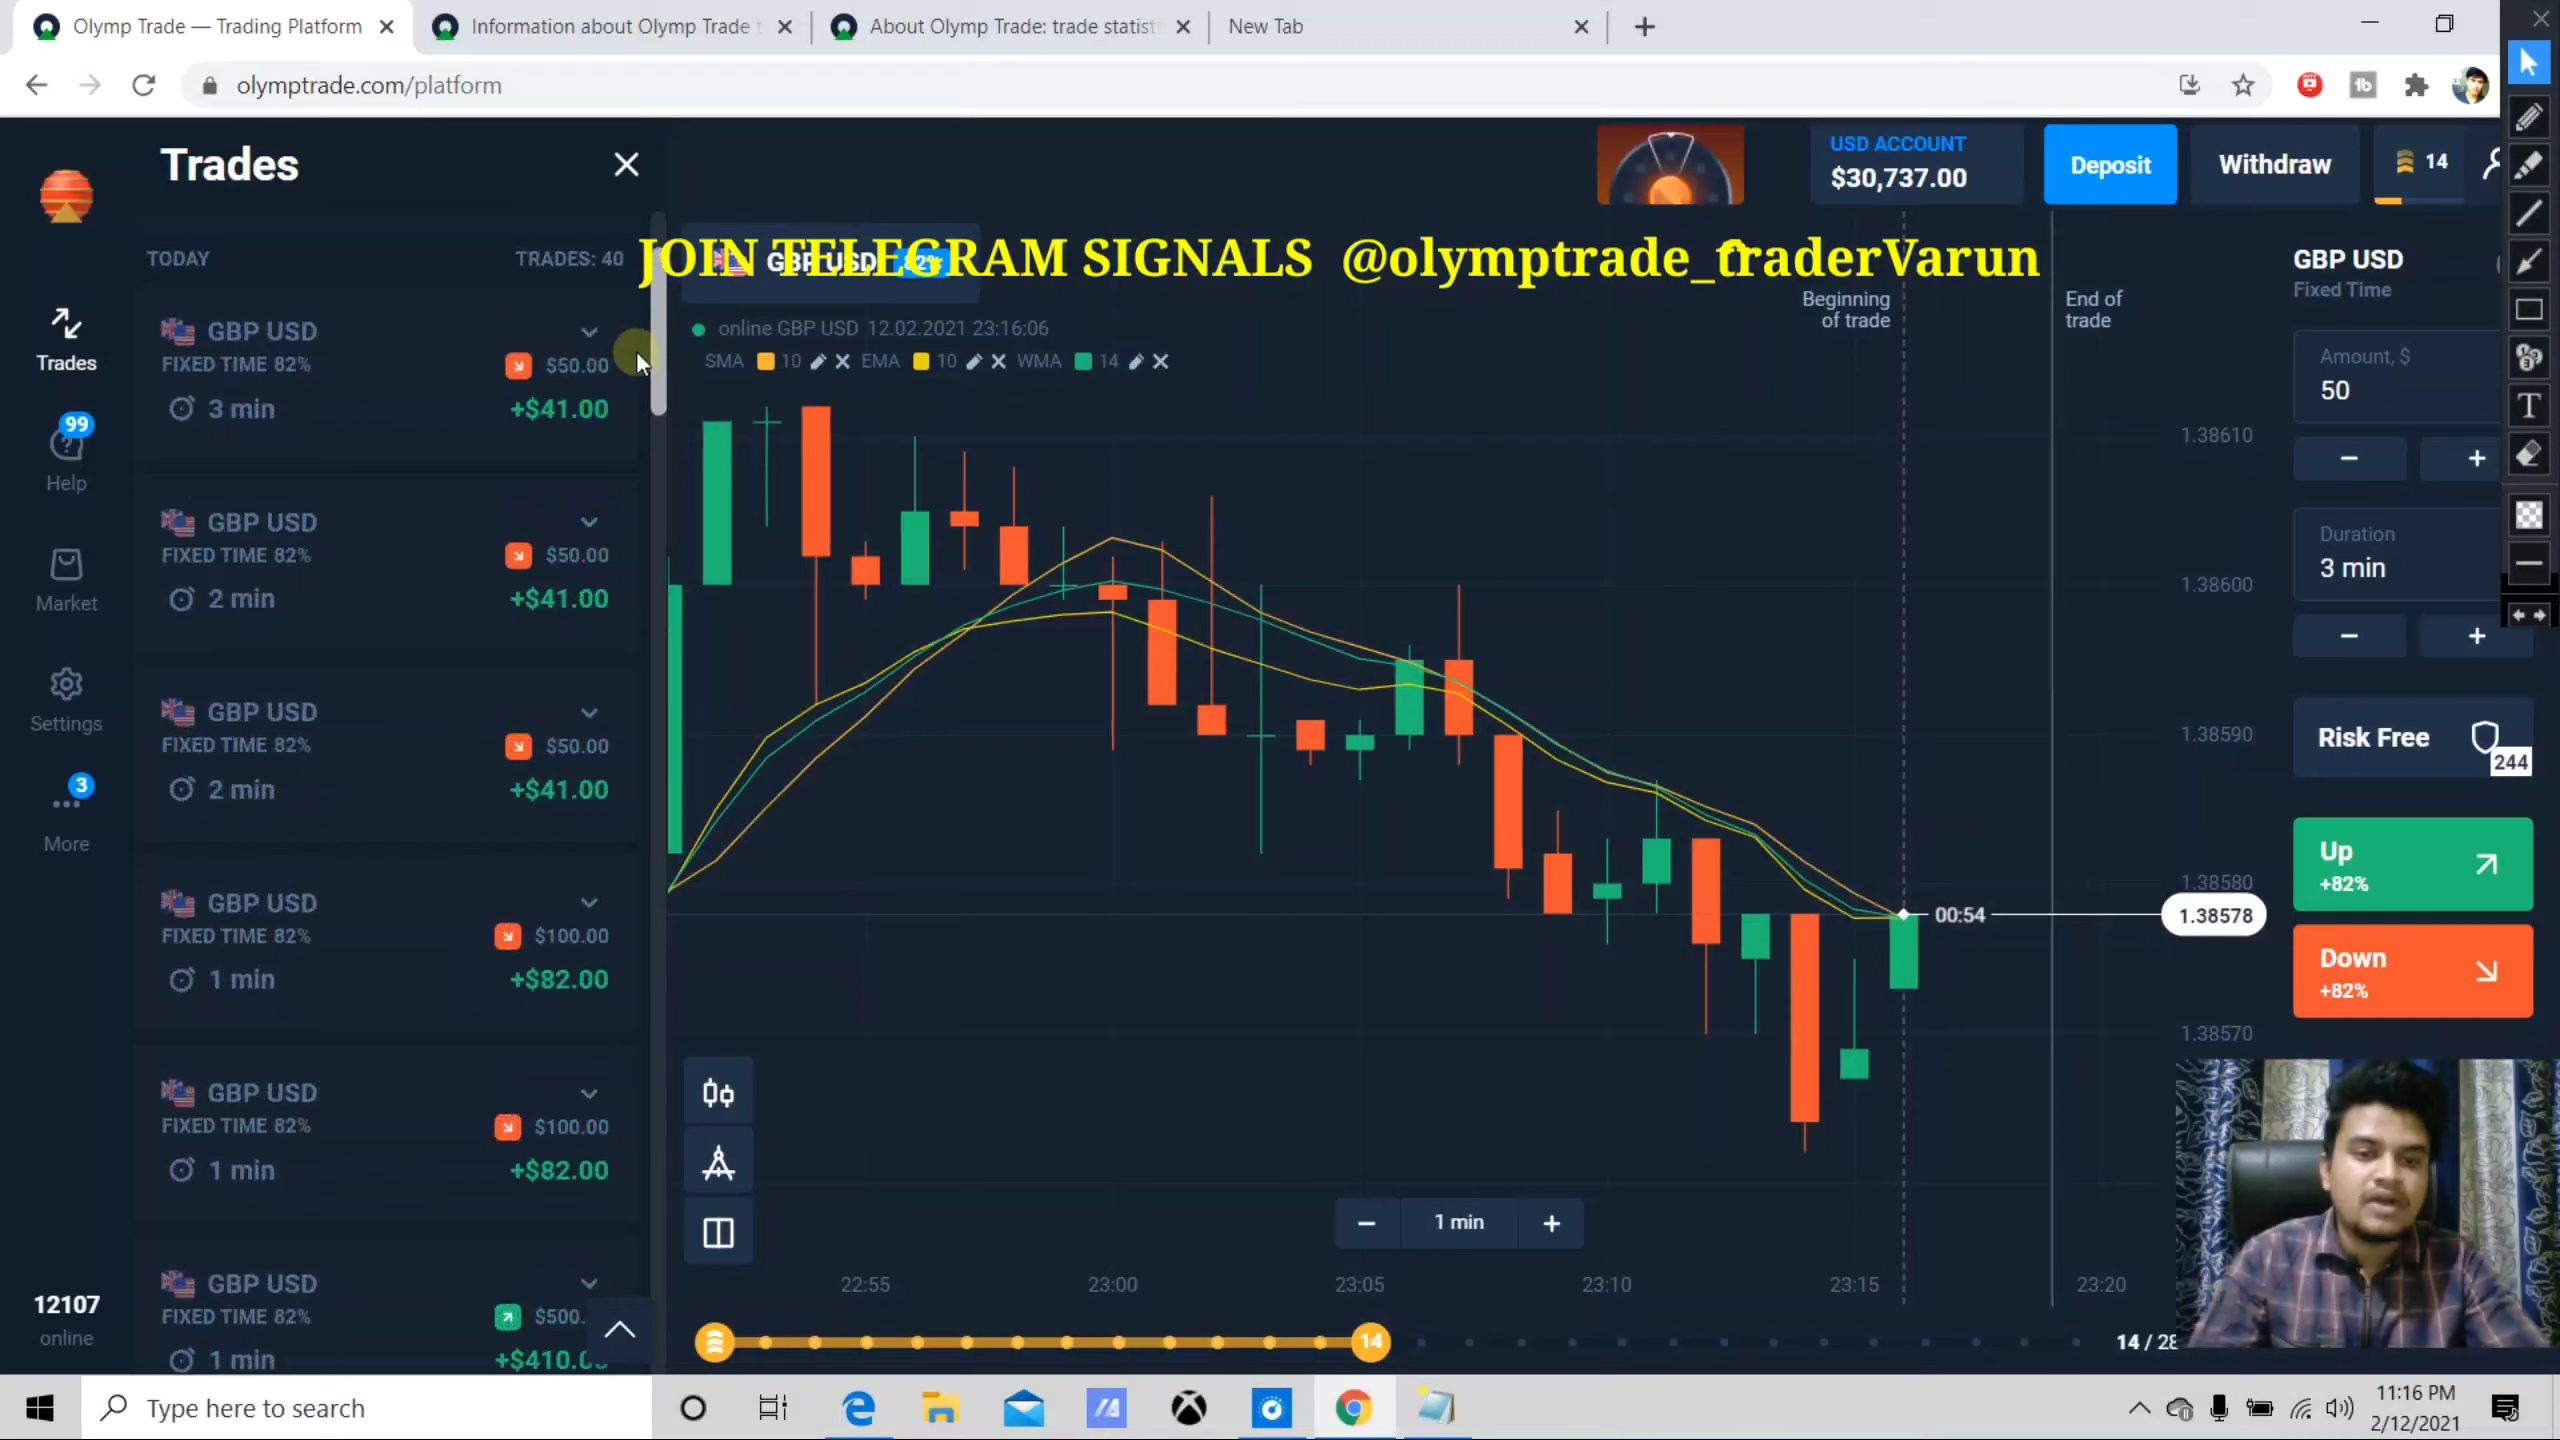 Olymp Trade — Trading Platform
Information about Olymp Trade
About Olymp Trade: trade statist
New Tab
olymptrade.com/platform
Trades
USD ACCOUNT
$30,737.00
Deposit
Withdraw
14
TODAY
TRADES: 40
JOIN TELEGRAM SIGNALS @olymptrade_traderVarun
GBP USD 82%
Beginning
of trade
End of
trade
online GBP USD 12.02.2021 23:16:06
SMA 10 EMA 10 WMA 14
GBP USD
FIXED TIME 82% $50.00
3 min +$41.00
GBP USD
FIXED TIME 82% $50.00
2 min +$41.00
GBP USD
FIXED TIME 82% $50.00
2 min +$41.00
GBP USD
FIXED TIME 82% $100.00
1 min +$82.00
GBP USD
FIXED TIME 82% $100.00
1 min +$82.00
GBP USD
FIXED TIME 82% $500.
1 min +$410.
Trades
99
Help
Market
Settings
3
More
12107
online
1.38610
1.38600
1.38590
1.38580
00:54
1.38578
1.38570
GBP USD
Fixed Time
Amount, $
50
− +
Duration
3 min
− +
Risk Free
244
Up
+82%
Down
+82%
− 1 min +
22:55 23:00 23:05 23:10 23:15 23:20
14
14 / 28
T
Type here to search
11:16 PM
2/12/2021